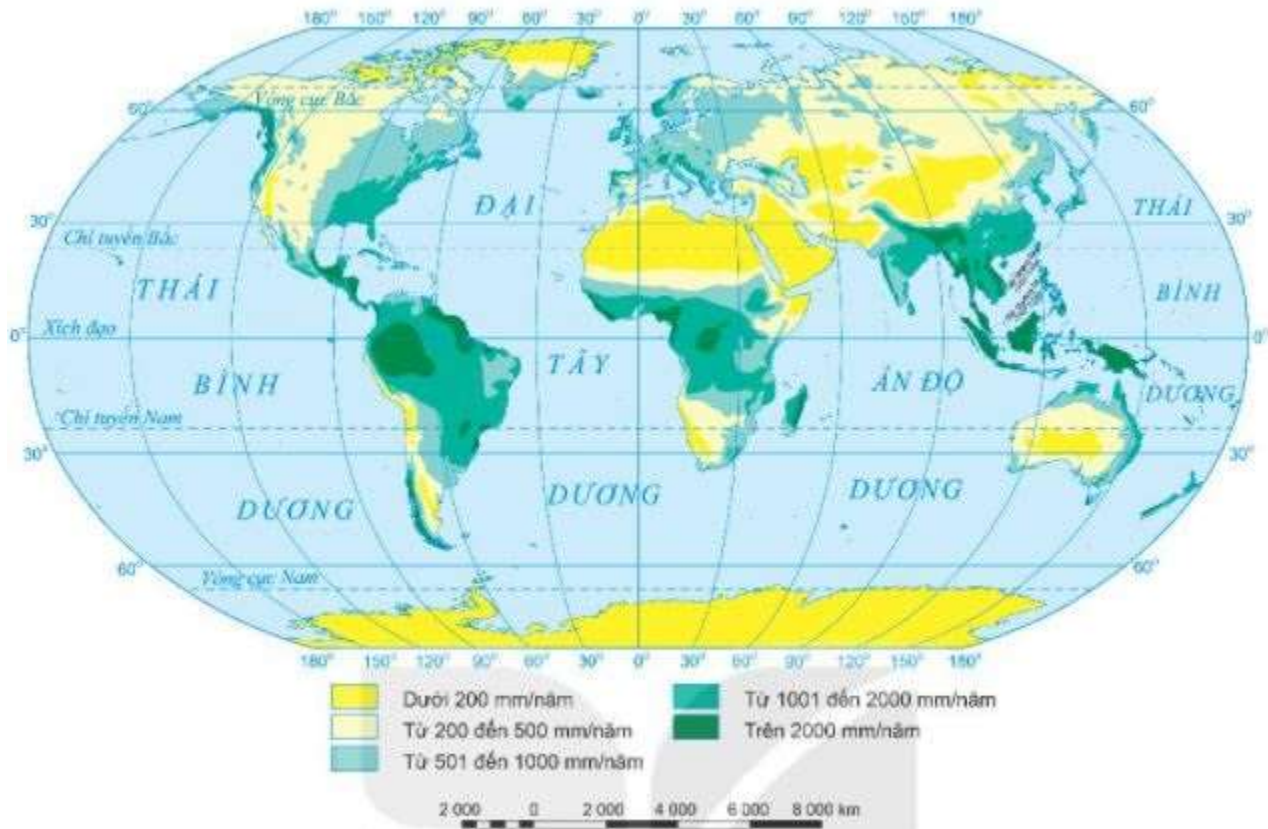 180° 150° 120° 90° 60° 30° 0° 30° 60° 90° 120° 150° 180°
Vòng cực Bắc
60° 60°
ĐẠI
THÁI
30° 30°
Chí tuyến Bắc
THÁI
BÌNH
Xích đạo
0° 0°
TÂY
BÌNH
ẤN ĐỘ
DƯƠNG
Chí tuyến Nam
30° 30°
DƯƠNG
DƯƠNG
DƯƠNG
60° 60°
Vòng cực Nam
180° 150° 120° 90° 60° 30° 0° 30° 60° 90° 120° 150° 180°
Dưới 200 mm/năm
Từ 200 đến 500 mm/năm
Từ 501 đến 1000 mm/năm
Từ 1001 đến 2000 mm/năm
Trên 2000 mm/năm
2 000 0 2 000 4 000 6 000 8 000 km